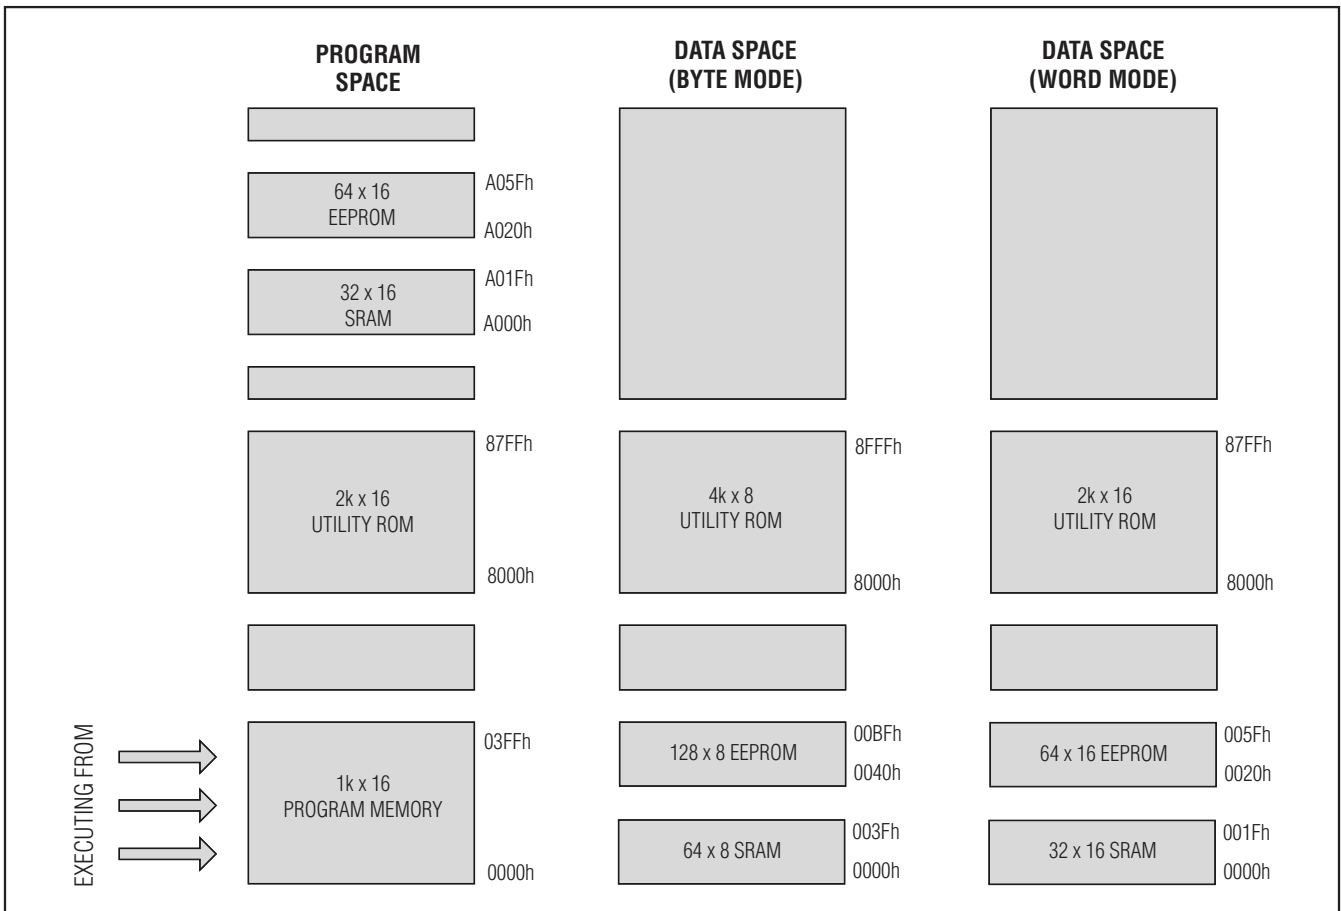 PROGRAM
SPACE
A05Fh
64 x 16
EEPROM
A020h
A01Fh
32 x 16
SRAM
A000h
87FFh
2k x 16
UTILITY ROM
8000h
03FFh
1k x 16
PROGRAM MEMORY
0000h
EXECUTING FROM
DATA SPACE
(BYTE MODE)
8FFFh
4k x 8
UTILITY ROM
8000h
00BFh
128 x 8 EEPROM
0040h
003Fh
64 x 8 SRAM
0000h
DATA SPACE
(WORD MODE)
87FFh
2k x 16
UTILITY ROM
8000h
005Fh
64 x 16 EEPROM
0020h
001Fh
32 x 16 SRAM
0000h